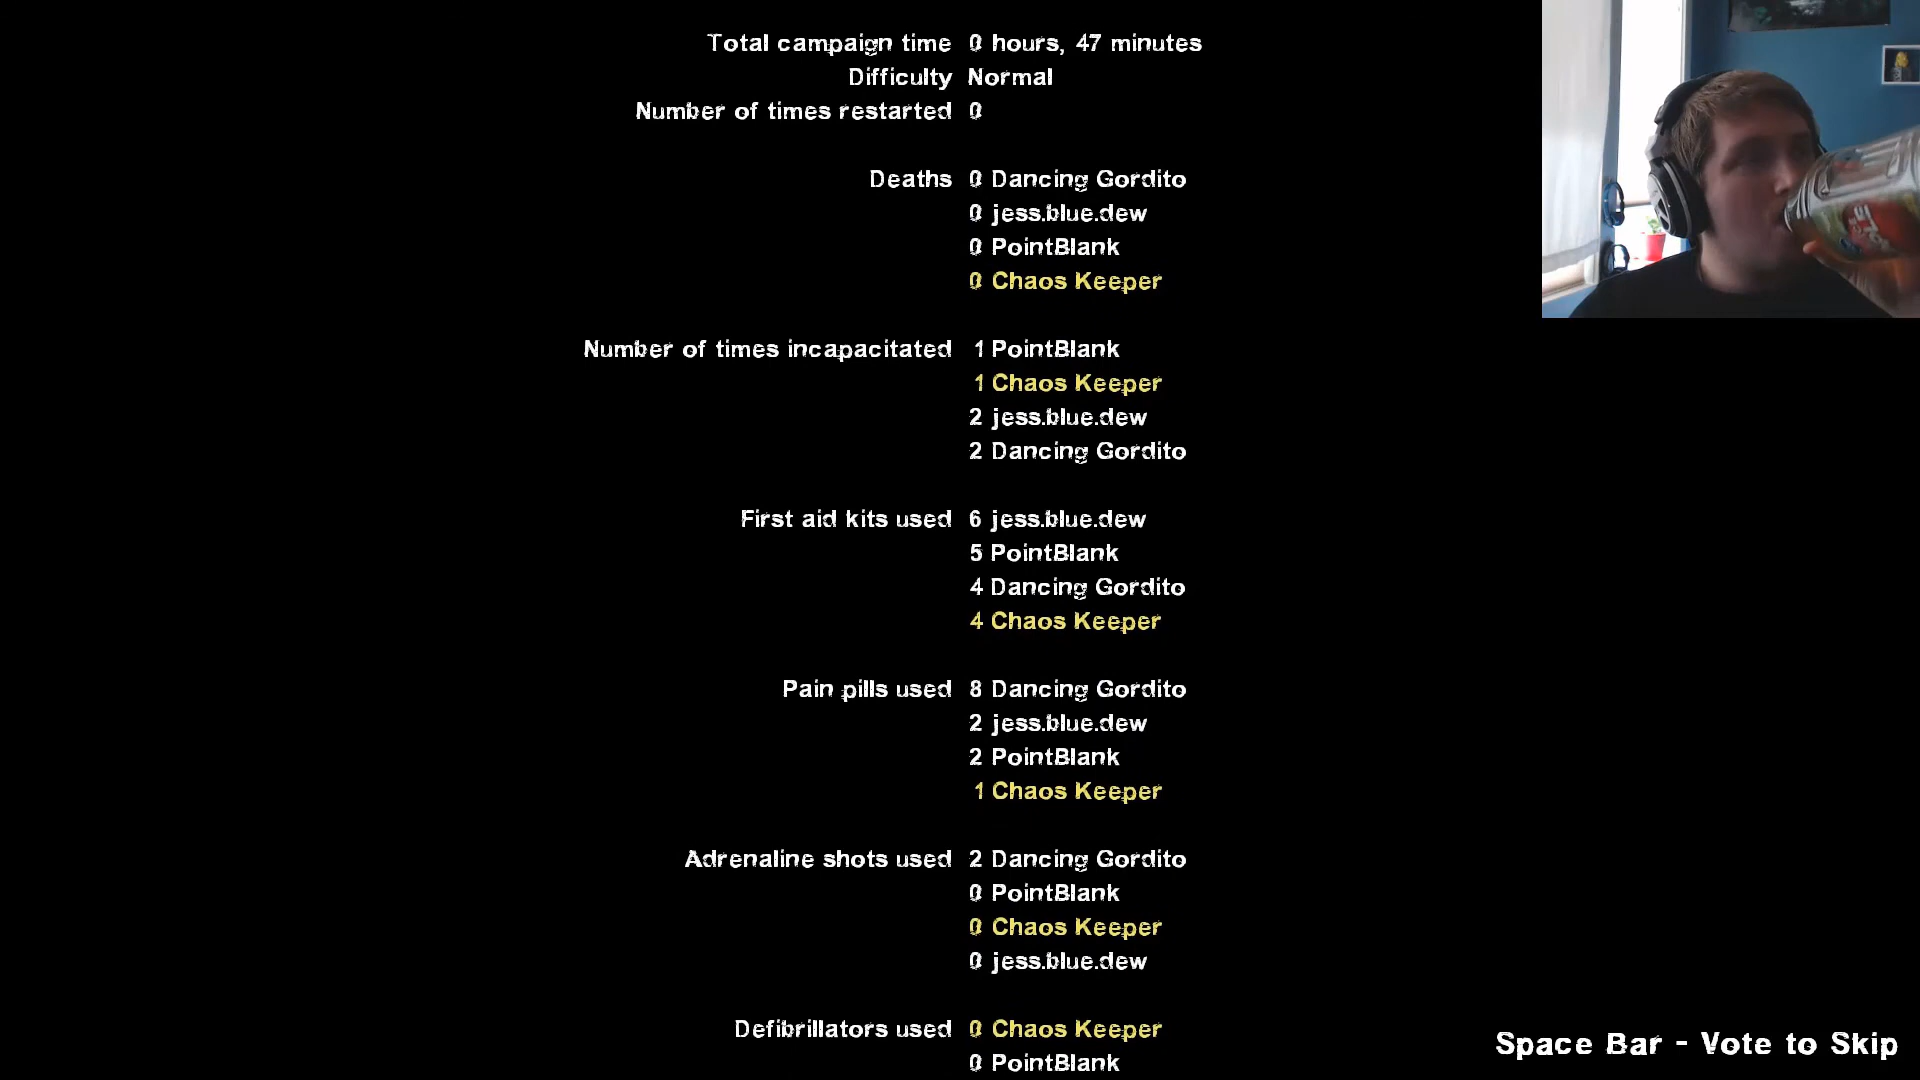 Total campaign time 0 hours, 47 minutes
Difficulty Normal
Number of times restarted 0
Deaths 0 Dancing Gordito
0 jess.blue.dew
0 PointBlank
0 Chaos Keeper
Number of times incapacitated 1 PointBlank
1 Chaos Keeper
2 jess.blue.dew
2 Dancing Gordito
First aid kits used 6 jess.blue.dew
5 PointBlank
4 Dancing Gordito
4 Chaos Keeper
Pain pills used 8 Dancing Gordito
2 jess.blue.dew
2 PointBlank
1 Chaos Keeper
Adrenaline shots used 2 Dancing Gordito
0 PointBlank
0 Chaos Keeper
0 jess.blue.dew
Defibrillators used 0 Chaos Keeper
0 PointBlank
Space Bar - Vote to Skip